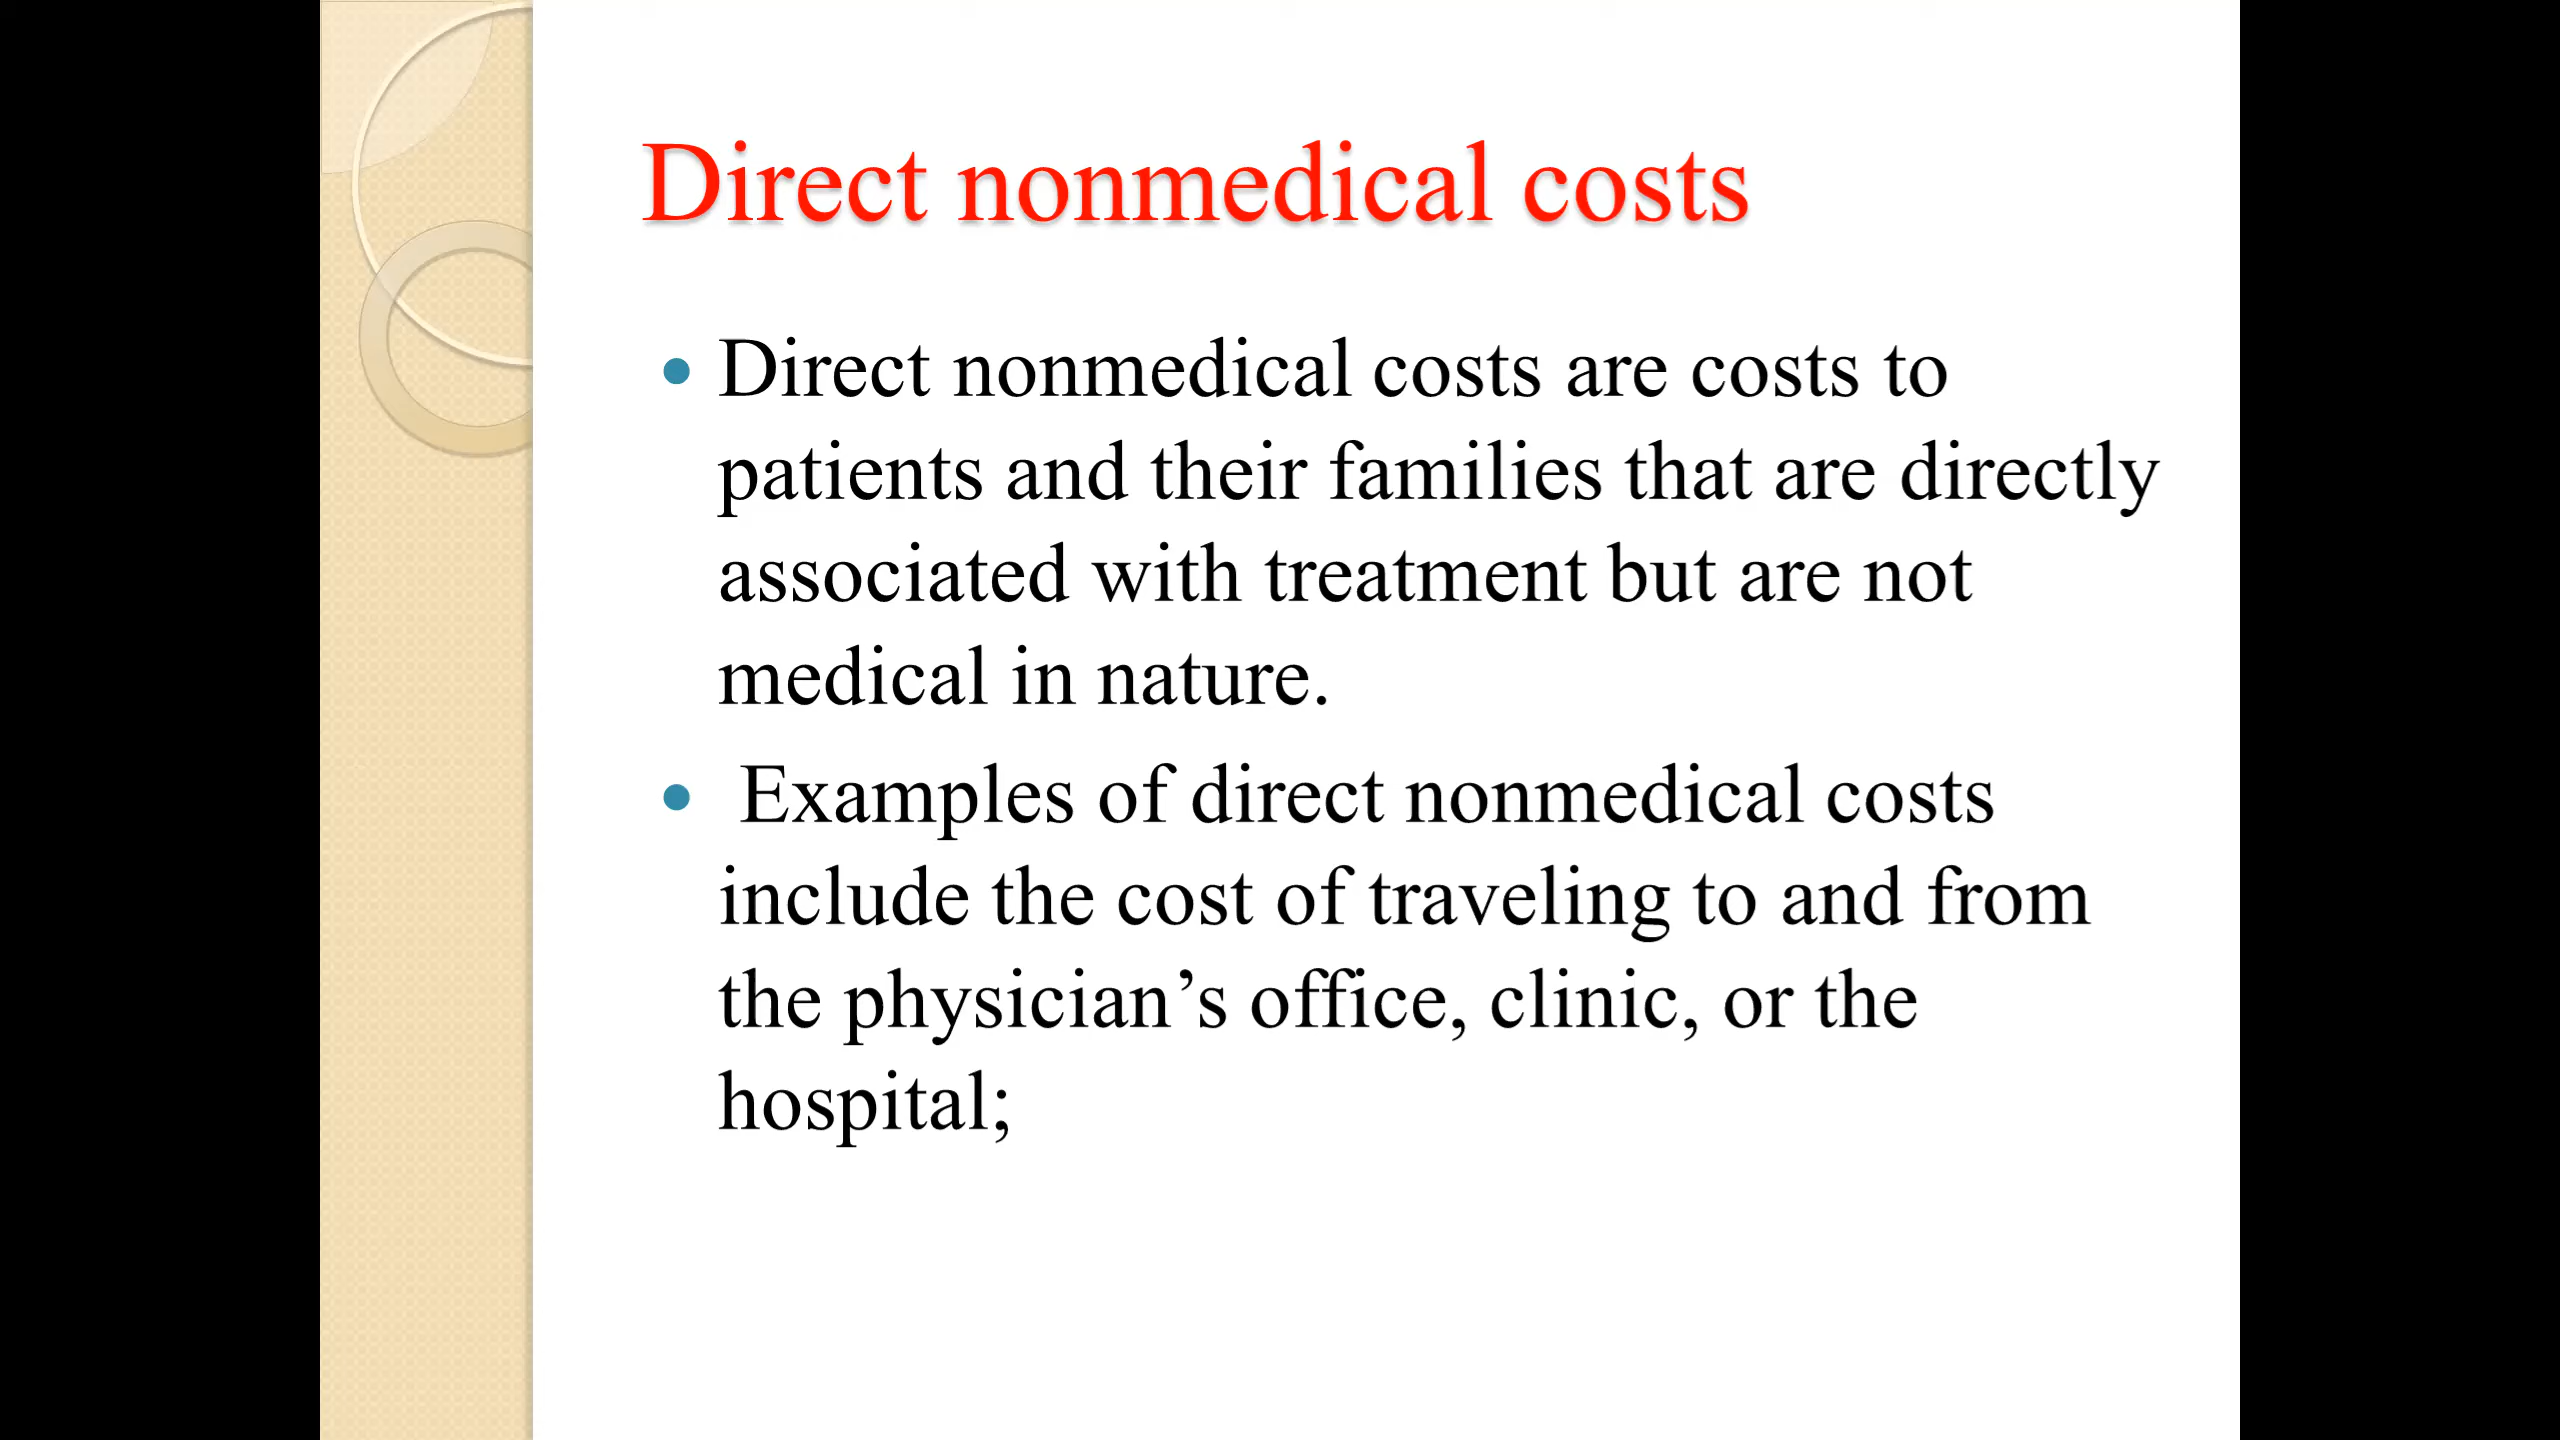 Direct nonmedical costs
• Direct nonmedical costs are costs to
patients and their families that are directly
associated with treatment but are not
medical in nature.
• Examples of direct nonmedical costs
include the cost of traveling to and from
the physician’s office, clinic, or the
hospital;